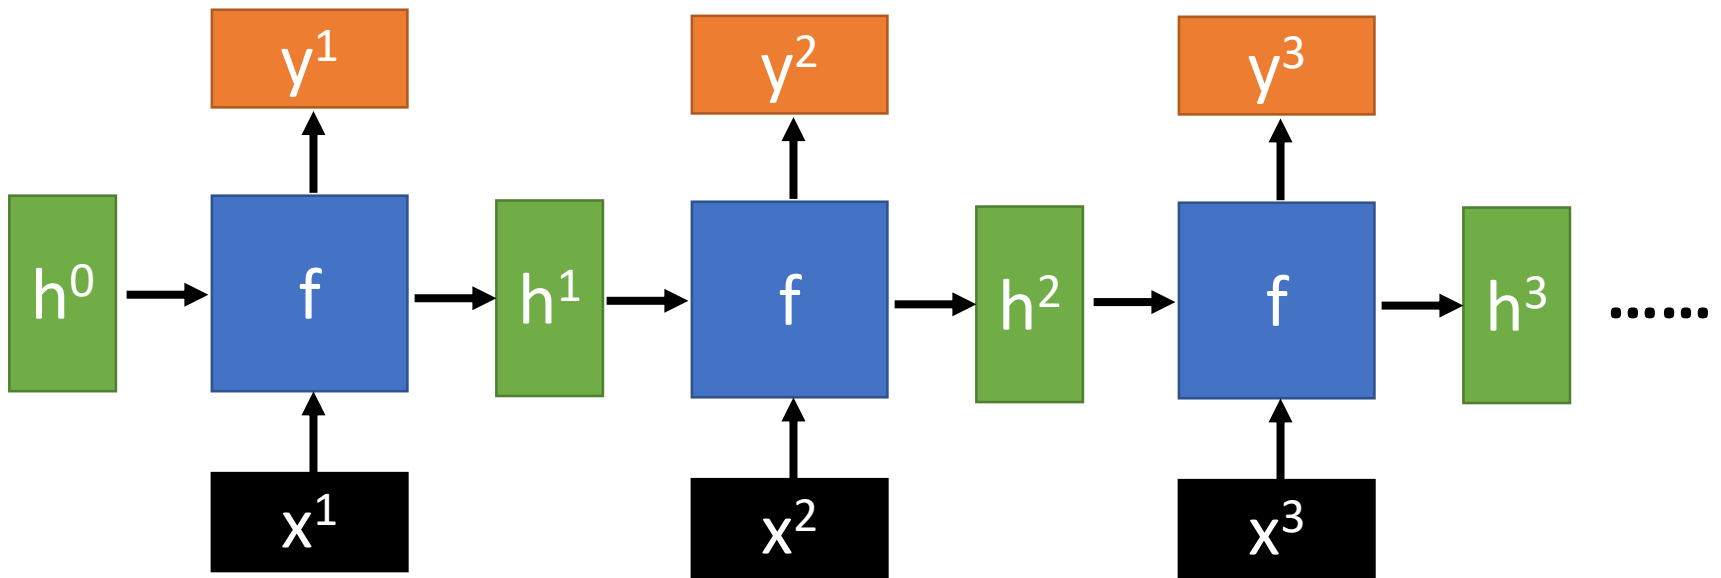 y¹ y² y³
h⁰ f h¹ f h² f h³ ......
x¹ x² x³